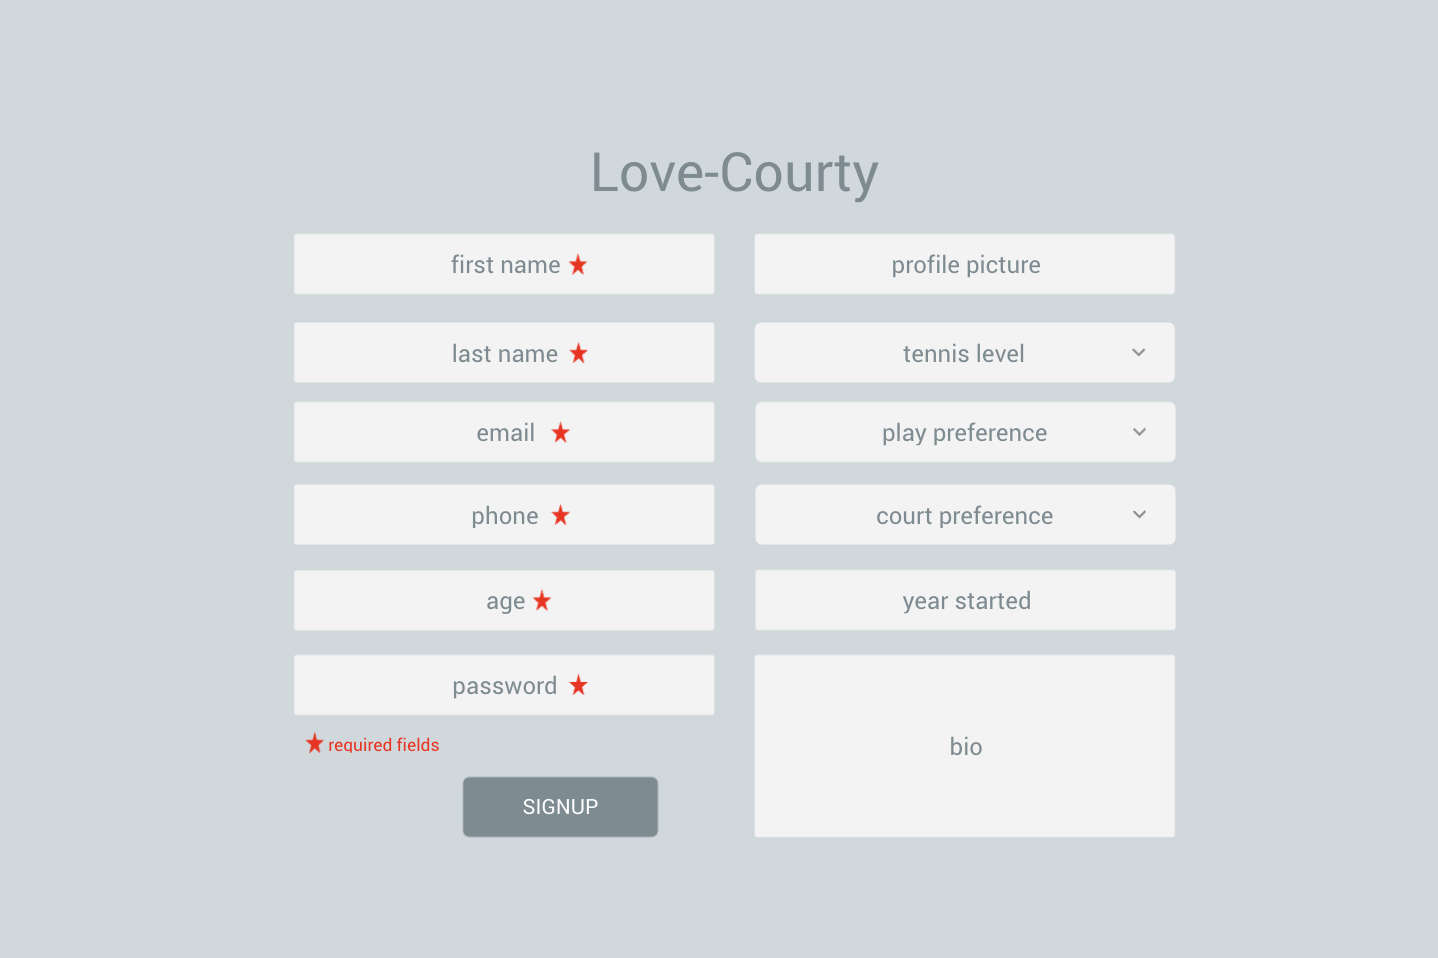 Love-Courty
first name ★
last name ★
email ★
phone ★
age ★
password ★
★ required fields
SIGNUP
profile picture
tennis level
play preference
court preference
year started
bio